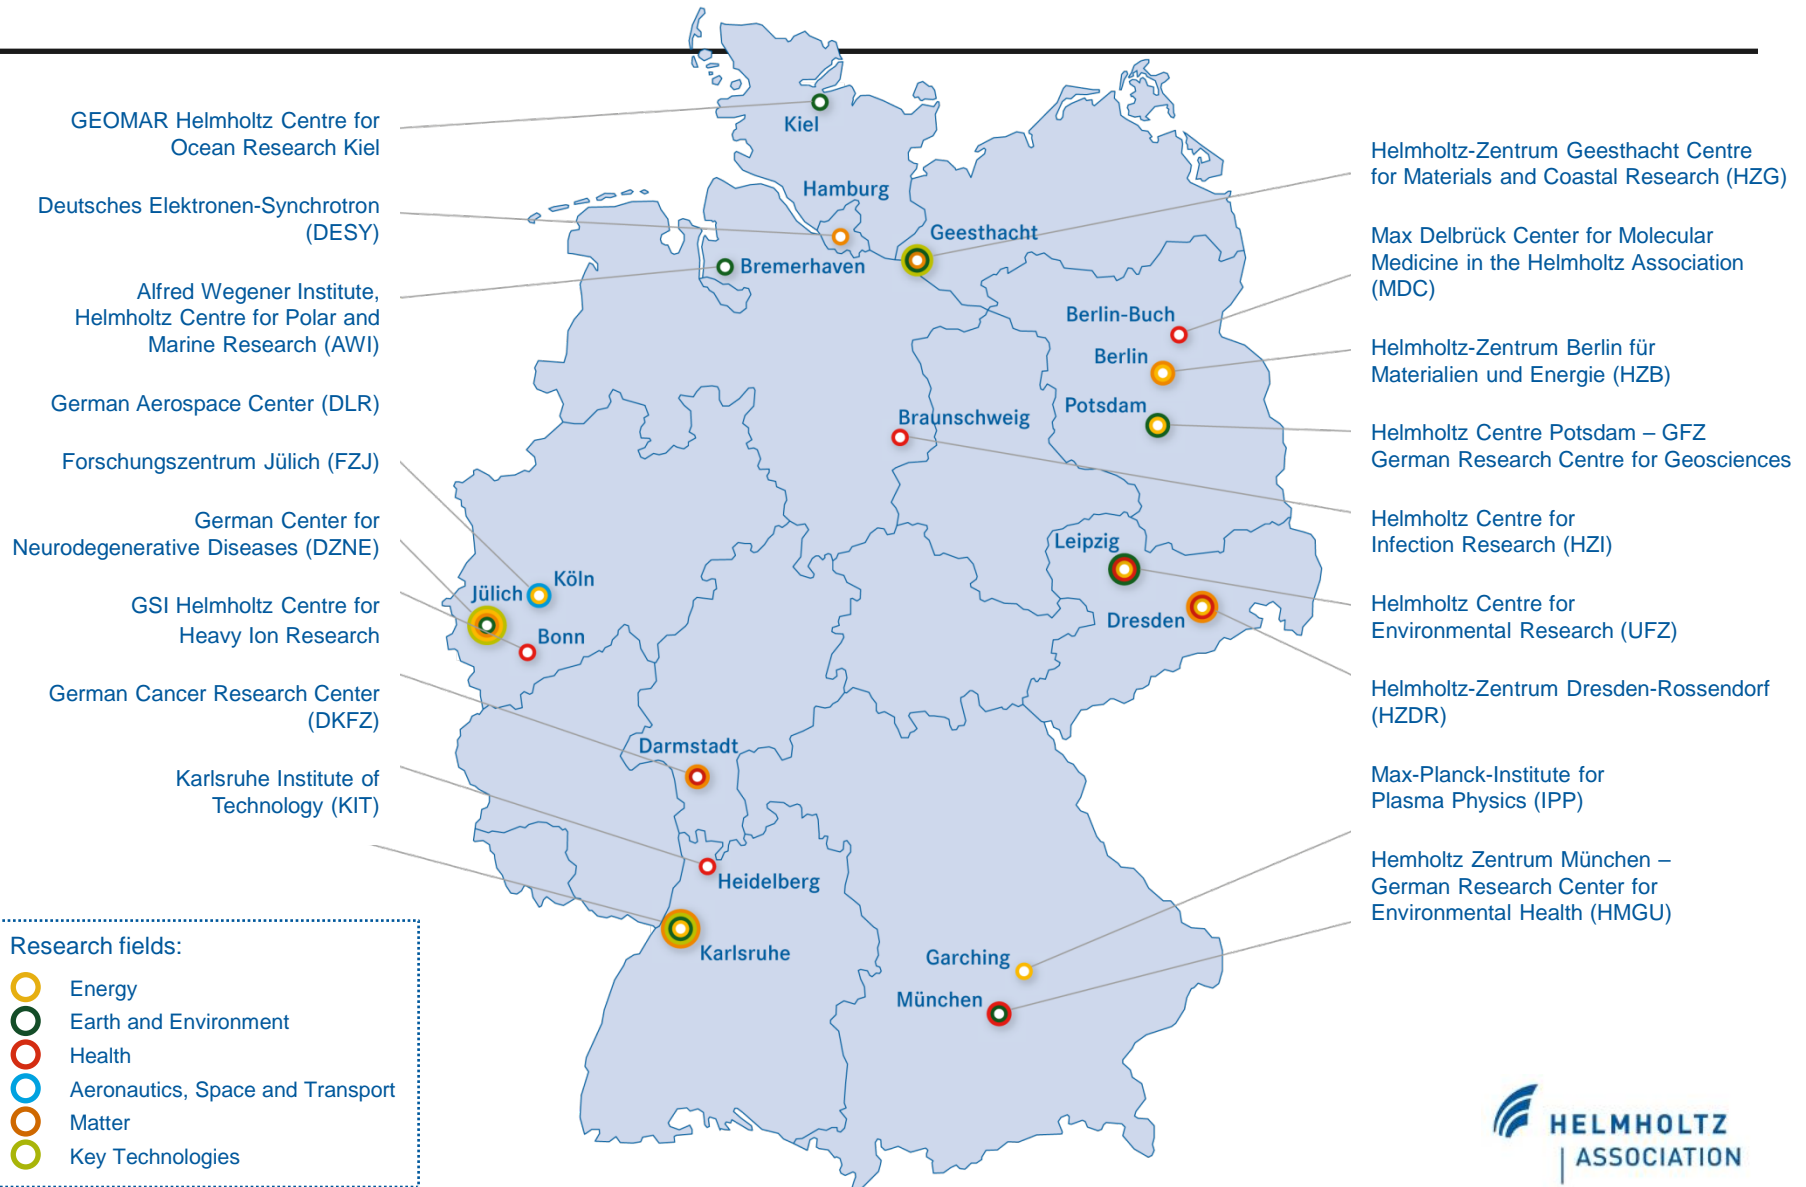 GEOMAR Helmholtz Centre for
Ocean Research Kiel
Deutsches Elektronen-Synchrotron
(DESY)
Alfred Wegener Institute,
Helmholtz Centre for Polar and
Marine Research (AWI)
German Aerospace Center (DLR)
Forschungszentrum Jülich (FZJ)
German Center for
Neurodegenerative Diseases (DZNE)
GSI Helmholtz Centre for
Heavy Ion Research
German Cancer Research Center
(DKFZ)
Karlsruhe Institute of
Technology (KIT)
Kiel
Hamburg
Geesthacht
Bremerhaven
Berlin-Buch
Berlin
Potsdam
Braunschweig
Leipzig
Dresden
Köln
Jülich
Bonn
Darmstadt
Heidelberg
Karlsruhe
Garching
München
Helmholtz-Zentrum Geesthacht Centre
for Materials and Coastal Research (HZG)
Max Delbrück Center for Molecular
Medicine in the Helmholtz Association
(MDC)
Helmholtz-Zentrum Berlin für
Materialien und Energie (HZB)
Helmholtz Centre Potsdam – GFZ
German Research Centre for Geosciences
Helmholtz Centre for
Infection Research (HZI)
Helmholtz Centre for
Environmental Research (UFZ)
Helmholtz-Zentrum Dresden-Rossendorf
(HZDR)
Max-Planck-Institute for
Plasma Physics (IPP)
Hemholtz Zentrum München –
German Research Center for
Environmental Health (HMGU)
Research fields:
Energy
Earth and Environment
Health
Aeronautics, Space and Transport
Matter
Key Technologies
HELMHOLTZ
ASSOCIATION